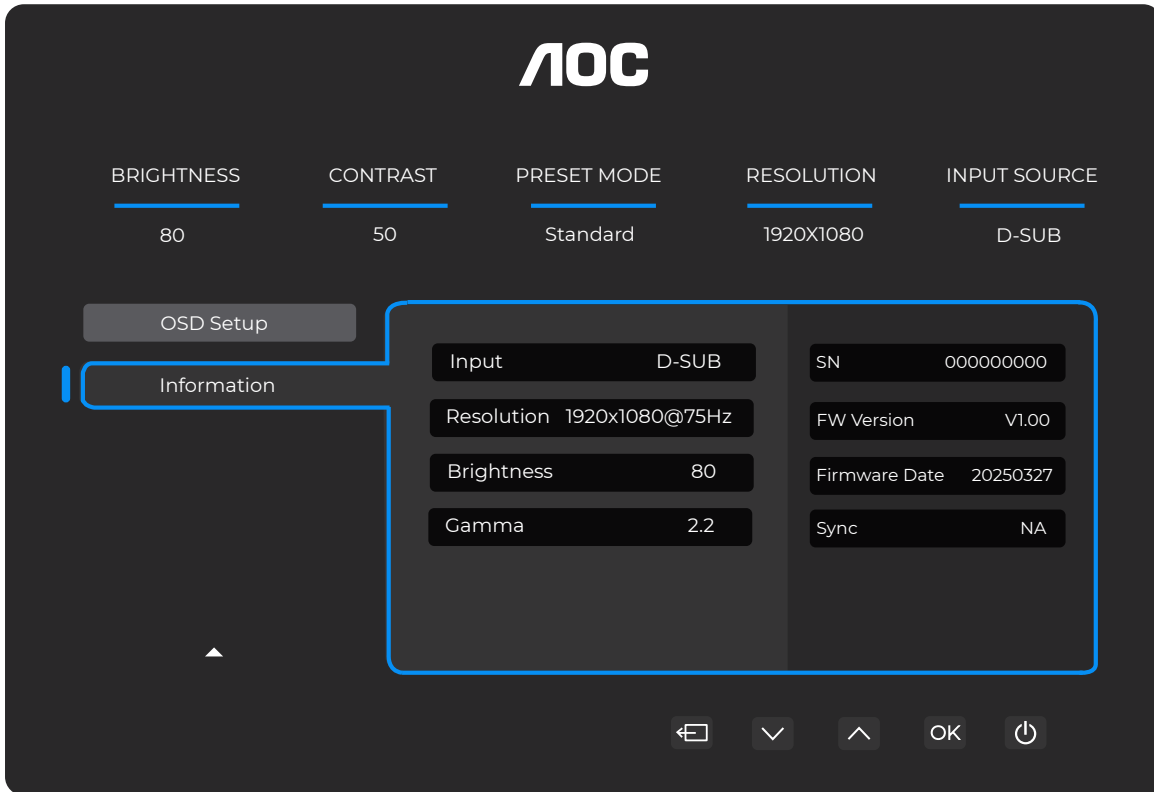 AOC
BRIGHTNESS CONTRAST PRESET MODE RESOLUTION INPUT SOURCE
80 50 Standard 1920X1080 D-SUB
OSD Setup
Information
Input D-SUB
Resolution 1920x1080@75Hz
Brightness 80
Gamma 2.2
SN 000000000
FW Version V1.00
Firmware Date 20250327
Sync NA
OK